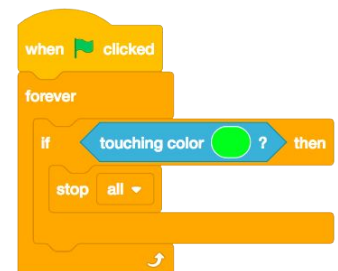 when clicked
forever
if touching color ? then
stop all